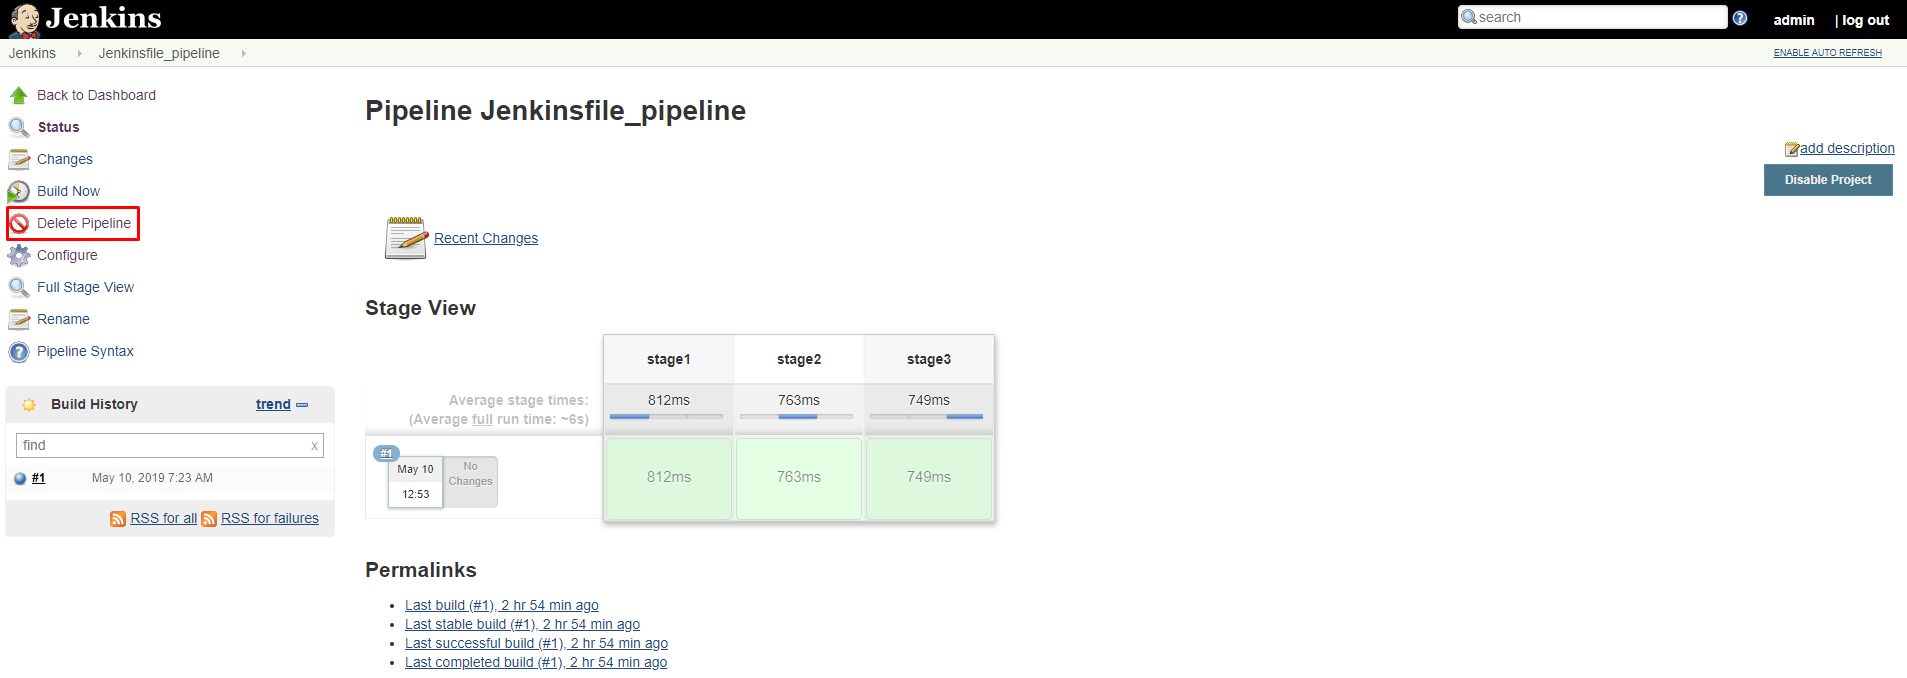 Jenkins
search
admin
| log out
Jenkins
Jenkinsfile_pipeline
ENABLE AUTO REFRESH
Back to Dashboard
Status
Changes
Build Now
Delete Pipeline
Configure
Full Stage View
Rename
Pipeline Syntax
Build History
trend
find
x
#1
May 10, 2019 7:23 AM
RSS for all
RSS for failures
Pipeline Jenkinsfile_pipeline
add description
Disable Project
Recent Changes
Stage View
stage1
stage2
stage3
Average stage times:
(Average full run time: ~6s)
812ms
763ms
749ms
#1
May 10
12:53
No
Changes
812ms
763ms
749ms
Permalinks
Last build (#1), 2 hr 54 min ago
Last stable build (#1), 2 hr 54 min ago
Last successful build (#1), 2 hr 54 min ago
Last completed build (#1), 2 hr 54 min ago